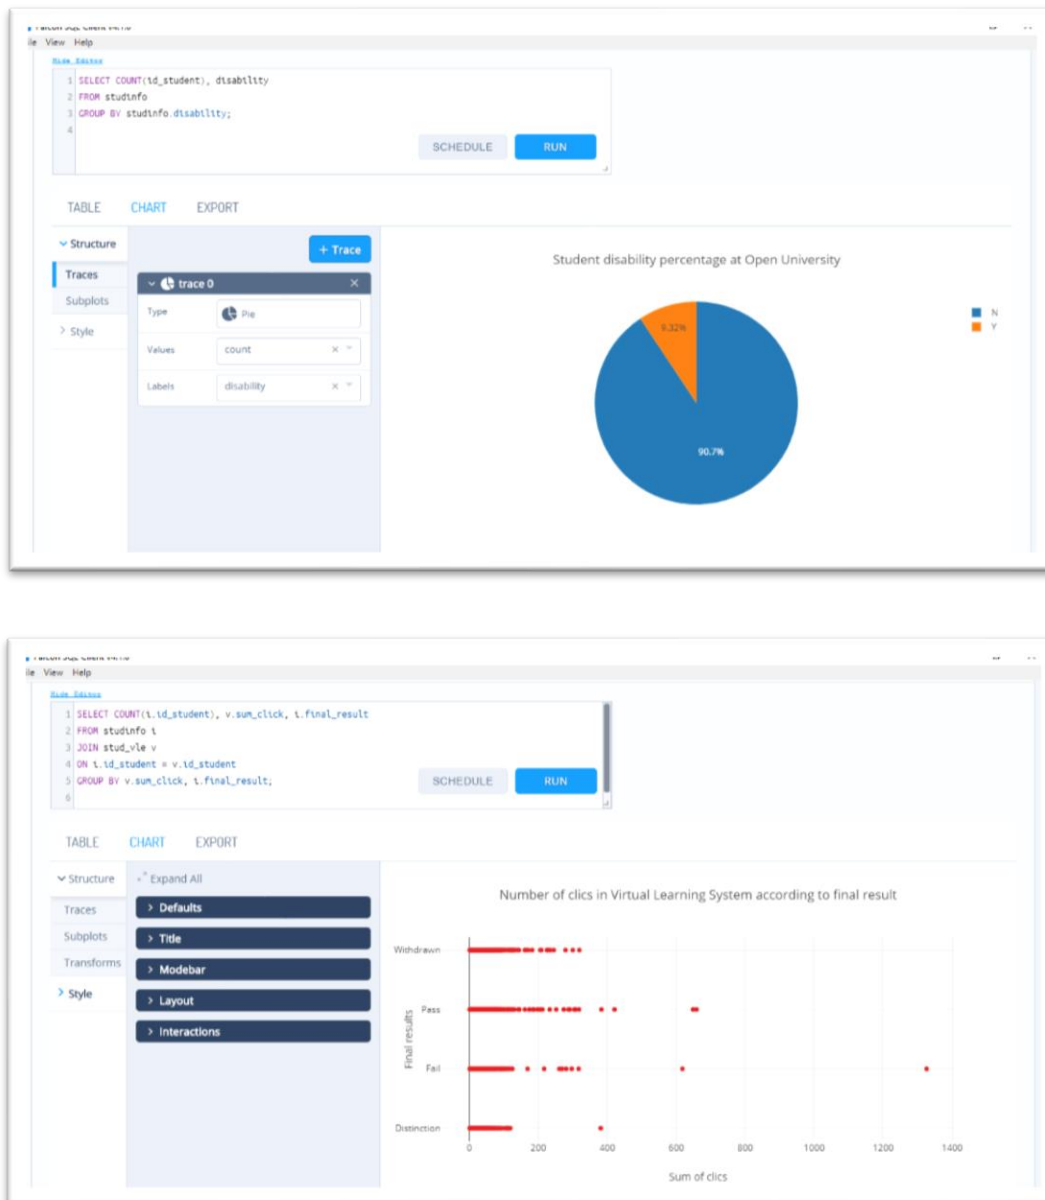 View Help
Hide Editor
1 SELECT COUNT(id_student), disability
2 FROM studinfo
3 GROUP BY studinfo.disability;
4
SCHEDULE RUN
TABLE CHART EXPORT
Structure
Traces
Subplots
Style
+ Trace
trace 0
Type Pie
Values count
Labels disability
Student disability percentage at Open University
N
Y
9.32%
90.7%
View Help
Hide Editor
1 SELECT COUNT(i.id_student), v.sum_click, i.final_result
2 FROM studinfo i
3 JOIN stud_vle v
4 ON i.id_student = v.id_student
5 GROUP BY v.sum_click, i.final_result;
6
SCHEDULE RUN
TABLE CHART EXPORT
Structure
Traces
Subplots
Transforms
Style
Expand All
Defaults
Title
Modebar
Layout
Interactions
Number of clics in Virtual Learning System according to final result
Final results
Withdrawn
Pass
Fail
Distinction
0 200 400 600 800 1000 1200 1400
Sum of clics